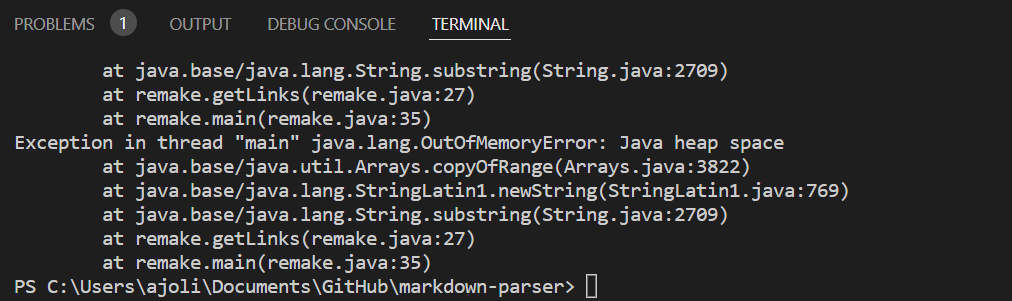 PROBLEMS 1 OUTPUT DEBUG CONSOLE TERMINAL
at java.base/java.lang.String.substring(String.java:2709)
at remake.getLinks(remake.java:27)
at remake.main(remake.java:35)
Exception in thread "main" java.lang.OutOfMemoryError: Java heap space
at java.base/java.util.Arrays.copyOfRange(Arrays.java:3822)
at java.base/java.lang.StringLatin1.newString(StringLatin1.java:769)
at java.base/java.lang.String.substring(String.java:2709)
at remake.getLinks(remake.java:27)
at remake.main(remake.java:35)
PS C:\Users\ajoli\Documents\GitHub\markdown-parser>